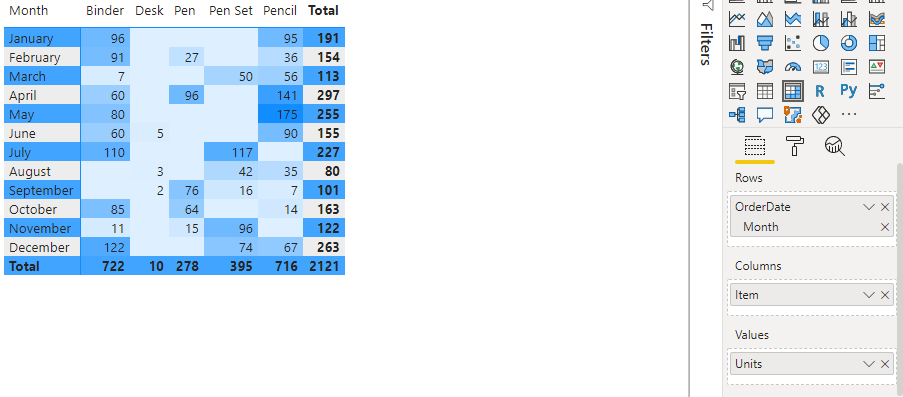 Month Binder Desk Pen Pen Set Pencil Total
January 96 95 191
February 91 27 36 154
March 7 50 56 113
April 60 96 141 297
May 80 175 255
June 60 5 90 155
July 110 117 227
August 3 42 35 80
September 2 76 16 7 101
October 85 64 14 163
November 11 15 96 122
December 122 74 67 263
Total 722 10 278 395 716 2121
Filters
123
R Py
Rows
OrderDate
Month
Columns
Item
Values
Units